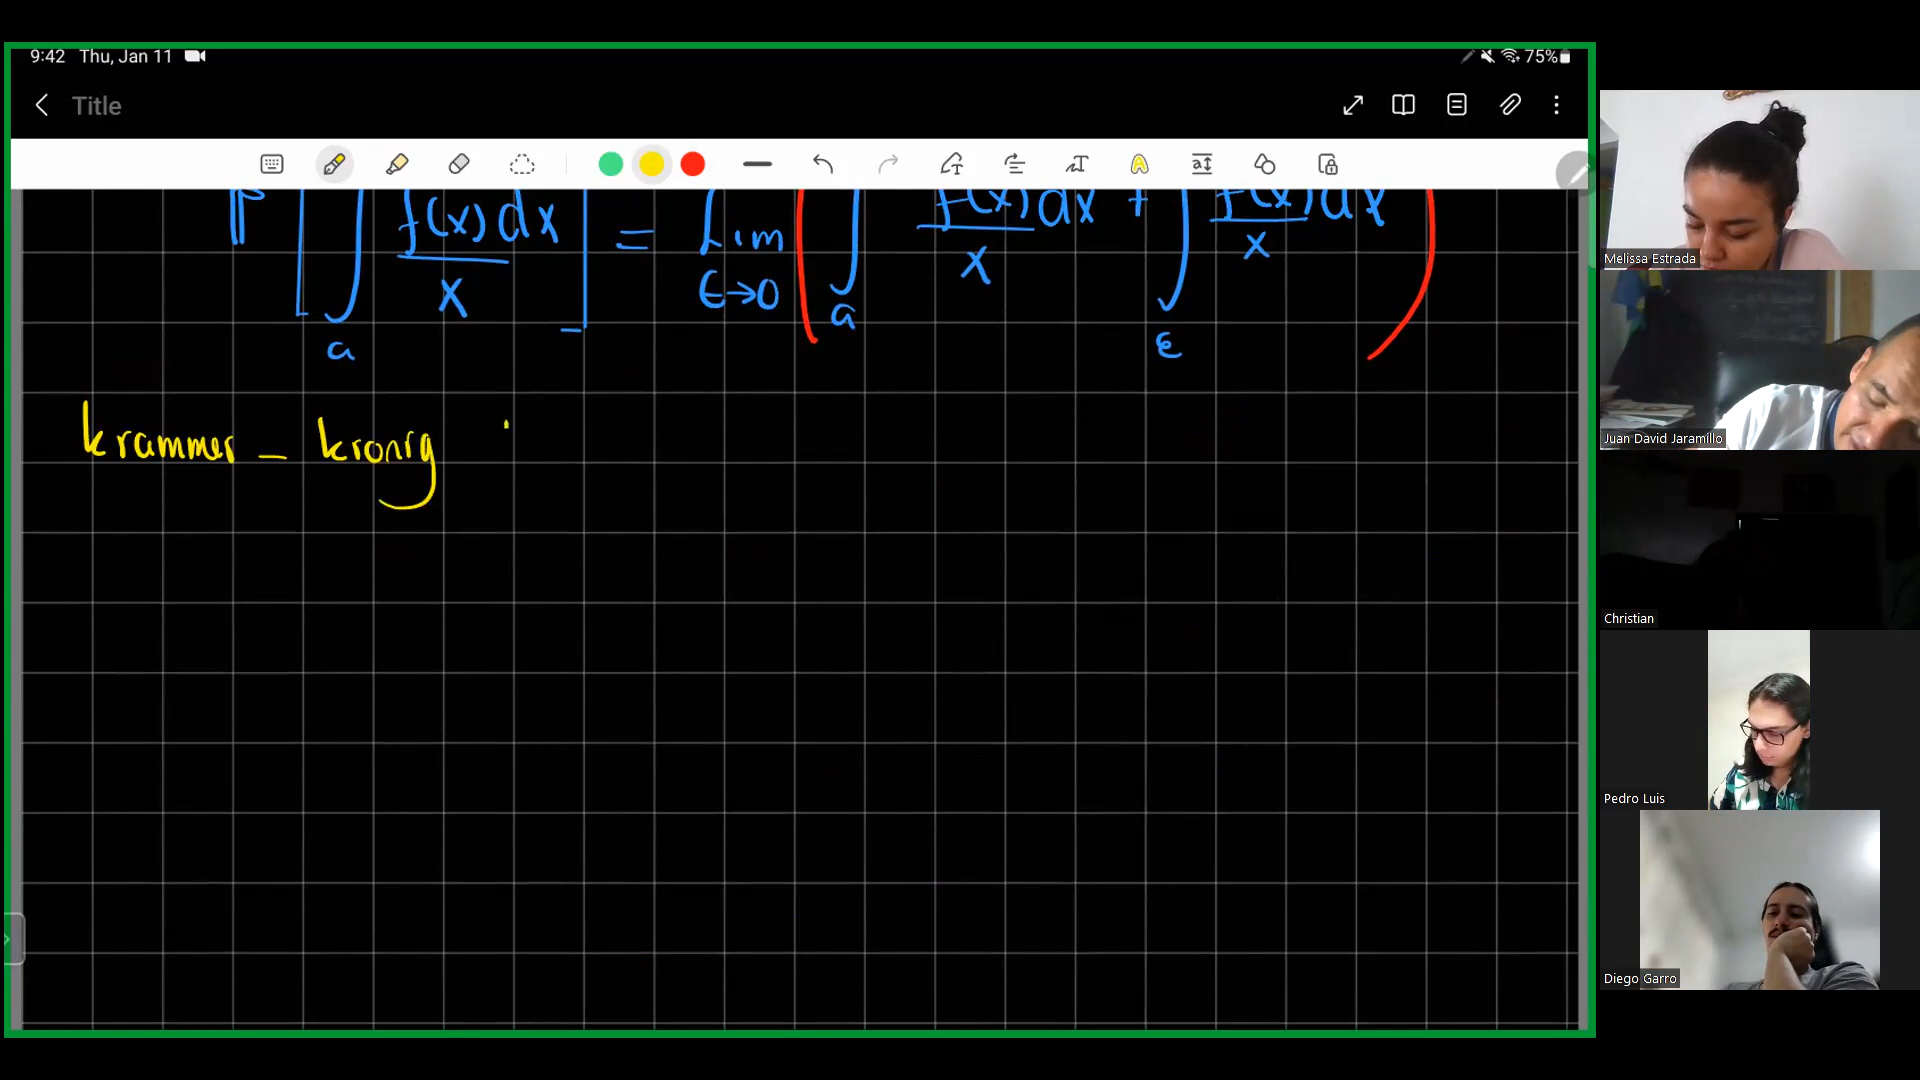 9:42 Thu, Jan 11 75%
Title
P [ ∫ f(x)dx = Lim ( ∫ f(x)dx + ∫ f(x)dx )
x ϵ→0 a x x
a ε
krammer - kronig
Melissa Estrada
Juan David Jaramillo
Christian
Pedro Luis
Diego Garro